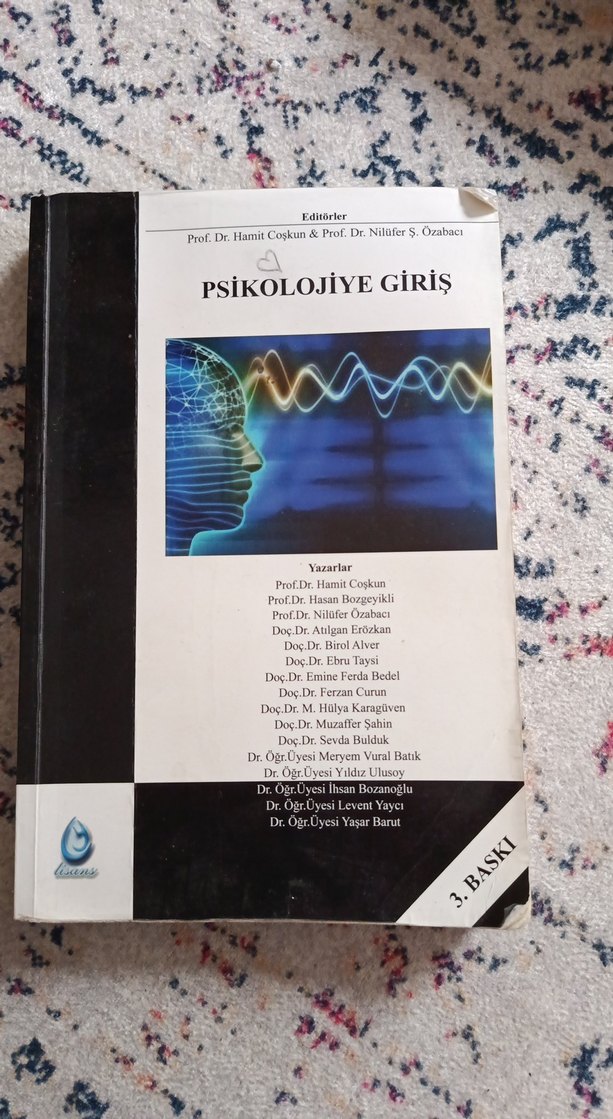 Editörler
Prof. Dr. Hamit Coşkun & Prof. Dr. Nilüfer Ş. Özabacı
PSİKOLOJİYE GİRİŞ
Yazarlar
Prof.Dr. Hamit Coşkun
Prof.Dr. Hasan Bozgeyikli
Prof.Dr. Nilüfer Özabacı
Doç.Dr. Atılgan Erözkan
Doç.Dr. Birol Alver
Doç.Dr. Ebru Taysi
Doç.Dr. Emine Ferda Bedel
Doç.Dr. Ferzan Curun
Doç.Dr. M. Hülya Karagüven
Doç.Dr. Muzaffer Şahin
Doç.Dr. Sevda Bulduk
Dr. Öğr.Üyesi Meryem Vural Batık
Dr. Öğr.Üyesi Yıldız Ulusoy
Dr. Öğr.Üyesi İhsan Bozanoğlu
Dr. Öğr.Üyesi Levent Yaycı
Dr. Öğr.Üyesi Yaşar Barut
lisans
3. BASKI